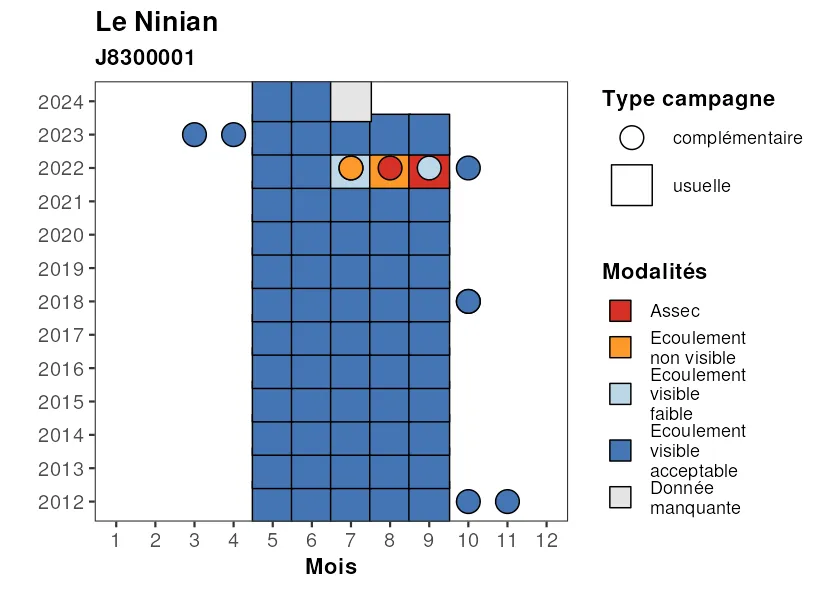 Le Ninian
J8300001
2024
2023
2022
2021
2020
2019
2018
2017
2016
2015
2014
2013
2012
1 2 3 4 5 6 7 8 9 10 11 12
Mois
Type campagne
complémentaire
usuelle
Modalités
Assec
Ecoulement
non visible
Ecoulement
visible
faible
Ecoulement
visible
acceptable
Donnée
manquante